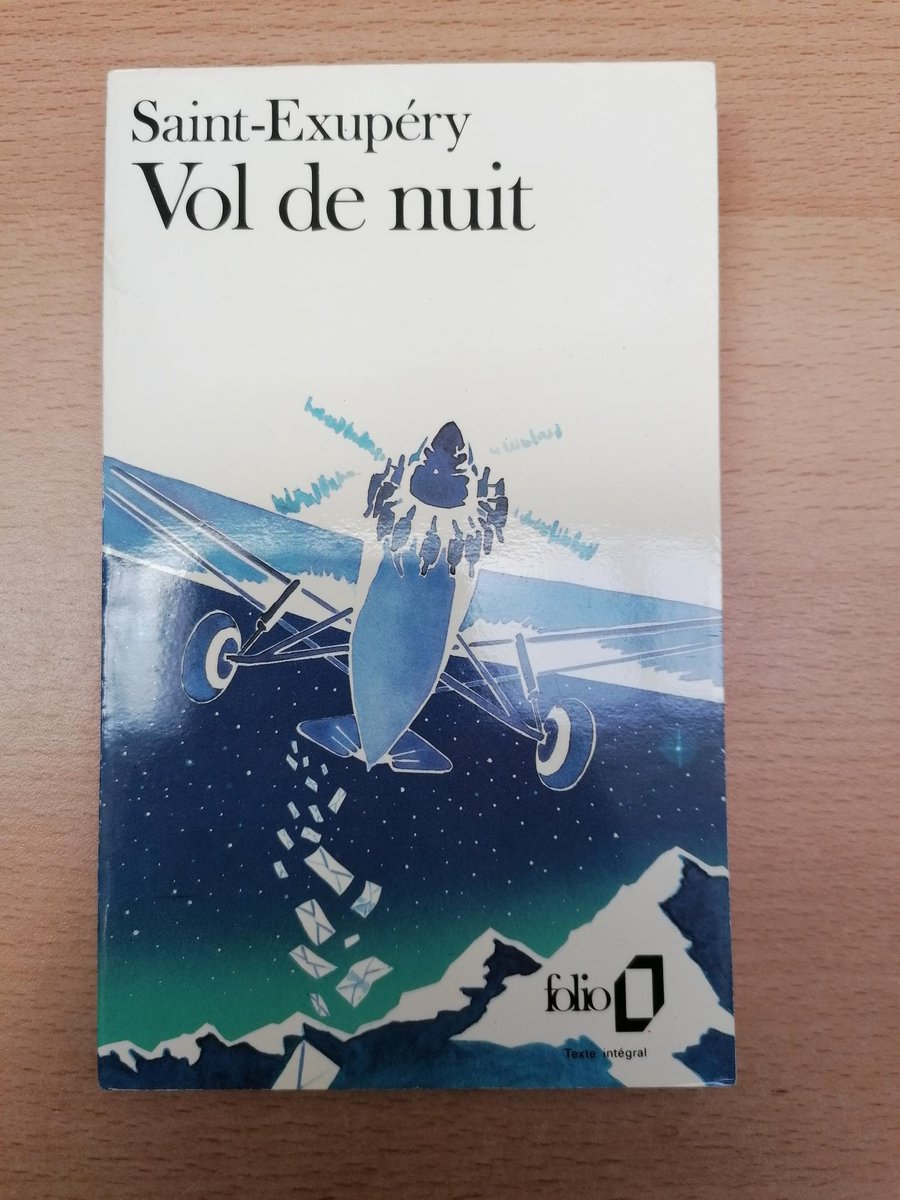 Saint-Exupéry
Vol de nuit
folio
Texte intégral